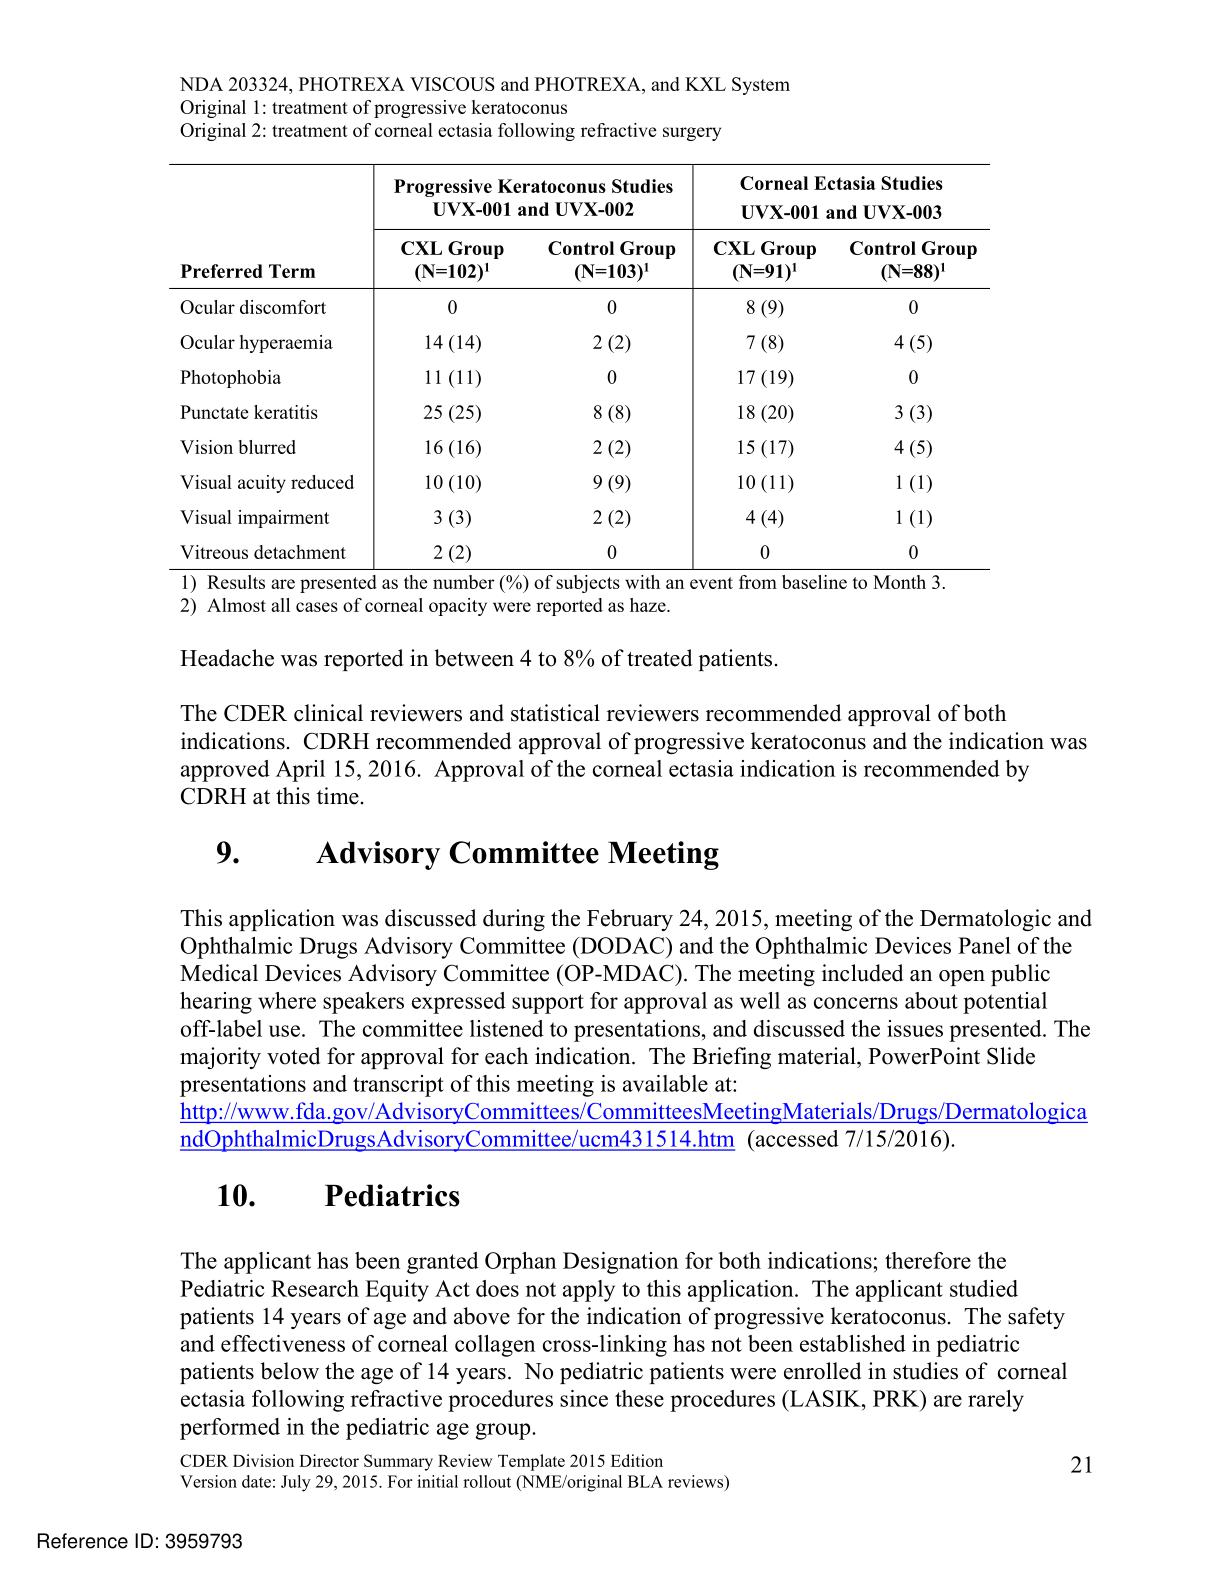 NDA 203324, PHOTREXA VISCOUS and PHOTREXA, and KXL System
Original 1: treatment of progressive keratoconus
Original 2: treatment of corneal ectasia following refractive surgery
Progressive Keratoconus Studies Corneal Ectasia Studies
UVX-001 and UVX-002 UVX-001 and UVX-003
CXL Group Control Group CXL Group Control Group
Preferred Term (N=102)¹ (N=103)¹ (N=91)¹ (N=88)¹
Ocular discomfort 0 0 8 (9) 0
Ocular hyperaemia 14 (14) 2 (2) 7 (8) 4 (5)
Photophobia 11 (11) 0 17 (19) 0
Punctate keratitis 25 (25) 8 (8) 18 (20) 3 (3)
Vision blurred 16 (16) 2 (2) 15 (17) 4 (5)
Visual acuity reduced 10 (10) 9 (9) 10 (11) 1 (1)
Visual impairment 3 (3) 2 (2) 4 (4) 1 (1)
Vitreous detachment 2 (2) 0 0 0
1) Results are presented as the number (%) of subjects with an event from baseline to Month 3.
2) Almost all cases of corneal opacity were reported as haze.
Headache was reported in between 4 to 8% of treated patients.
The CDER clinical reviewers and statistical reviewers recommended approval of both
indications. CDRH recommended approval of progressive keratoconus and the indication was
approved April 15, 2016. Approval of the corneal ectasia indication is recommended by
CDRH at this time.
9. Advisory Committee Meeting
This application was discussed during the February 24, 2015, meeting of the Dermatologic and
Ophthalmic Drugs Advisory Committee (DODAC) and the Ophthalmic Devices Panel of the
Medical Devices Advisory Committee (OP-MDAC). The meeting included an open public
hearing where speakers expressed support for approval as well as concerns about potential
off-label use. The committee listened to presentations, and discussed the issues presented. The
majority voted for approval for each indication. The Briefing material, PowerPoint Slide
presentations and transcript of this meeting is available at:
http://www.fda.gov/AdvisoryCommittees/CommitteesMeetingMaterials/Drugs/Dermatologica
ndOphthalmicDrugsAdvisoryCommittee/ucm431514.htm (accessed 7/15/2016).
10. Pediatrics
The applicant has been granted Orphan Designation for both indications; therefore the
Pediatric Research Equity Act does not apply to this application. The applicant studied
patients 14 years of age and above for the indication of progressive keratoconus. The safety
and effectiveness of corneal collagen cross-linking has not been established in pediatric
patients below the age of 14 years. No pediatric patients were enrolled in studies of corneal
ectasia following refractive procedures since these procedures (LASIK, PRK) are rarely
performed in the pediatric age group.
CDER Division Director Summary Review Template 2015 Edition 21
Version date: July 29, 2015. For initial rollout (NME/original BLA reviews)
Reference ID: 3959793